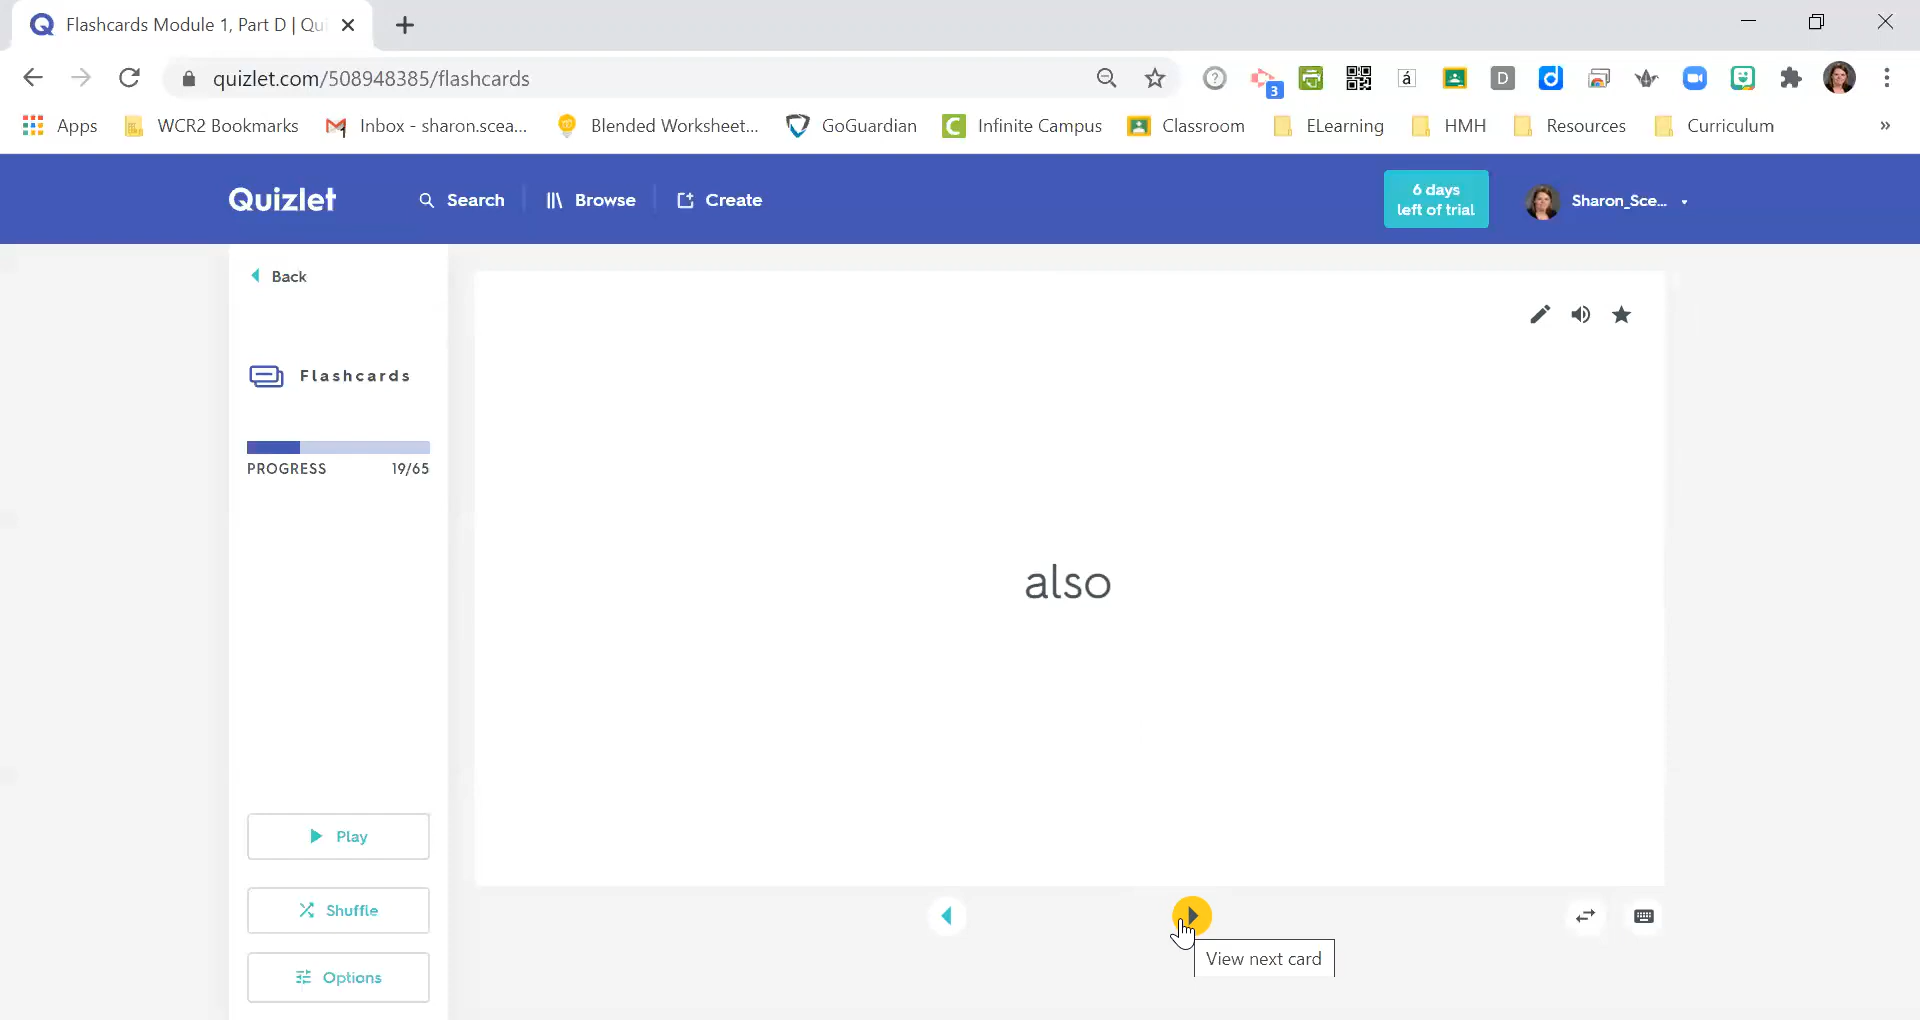 Flashcards Module 1, Part D | Qui
quizlet.com/508948385/flashcards
3
á
D
Apps
WCR2 Bookmarks
Inbox - sharon.scea...
Blended Worksheet...
GoGuardian
Infinite Campus
Classroom
ELearning
HMH
Resources
Curriculum
»
Quizlet
Search
Browse
Create
6 days
left of trial
Sharon_Sce...
Back
Flashcards
PROGRESS 19/65
also
Play
Shuffle
Options
View next card